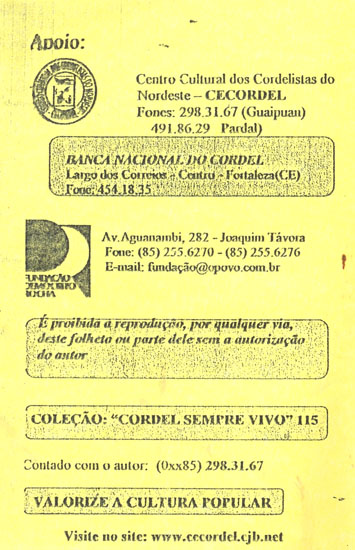 Apoio:
Centro Cultural dos Cordelistas do
Nordeste – CECORDEL
Fones: 298.31.67 (Guaipuan)
491.86.29 Pardal)
BANCA NACIONAL DO CORDEL
Largo dos Correios – Centro - Fortaleza(CE)
Fone: 454.18.35
FUNDAÇÃO
DEMÓCRITO
ROCHA
Av.Aguanambi, 282 - Joaquim Távora
Fone: (85) 255.6270 - (85) 255.6276
E-mail: fundação@opovo.com.br
É proibida a reprodução, por qualquer via,
deste folheto ou parte dele sem a autorização
do autor
COLEÇÃO: "CORDEL SEMPRE VIVO" 115
Contado com o autor: (0xx85) 298.31.67
VALORIZE A CULTURA POPULAR
Visite no site: www.cecordel.cjb.net